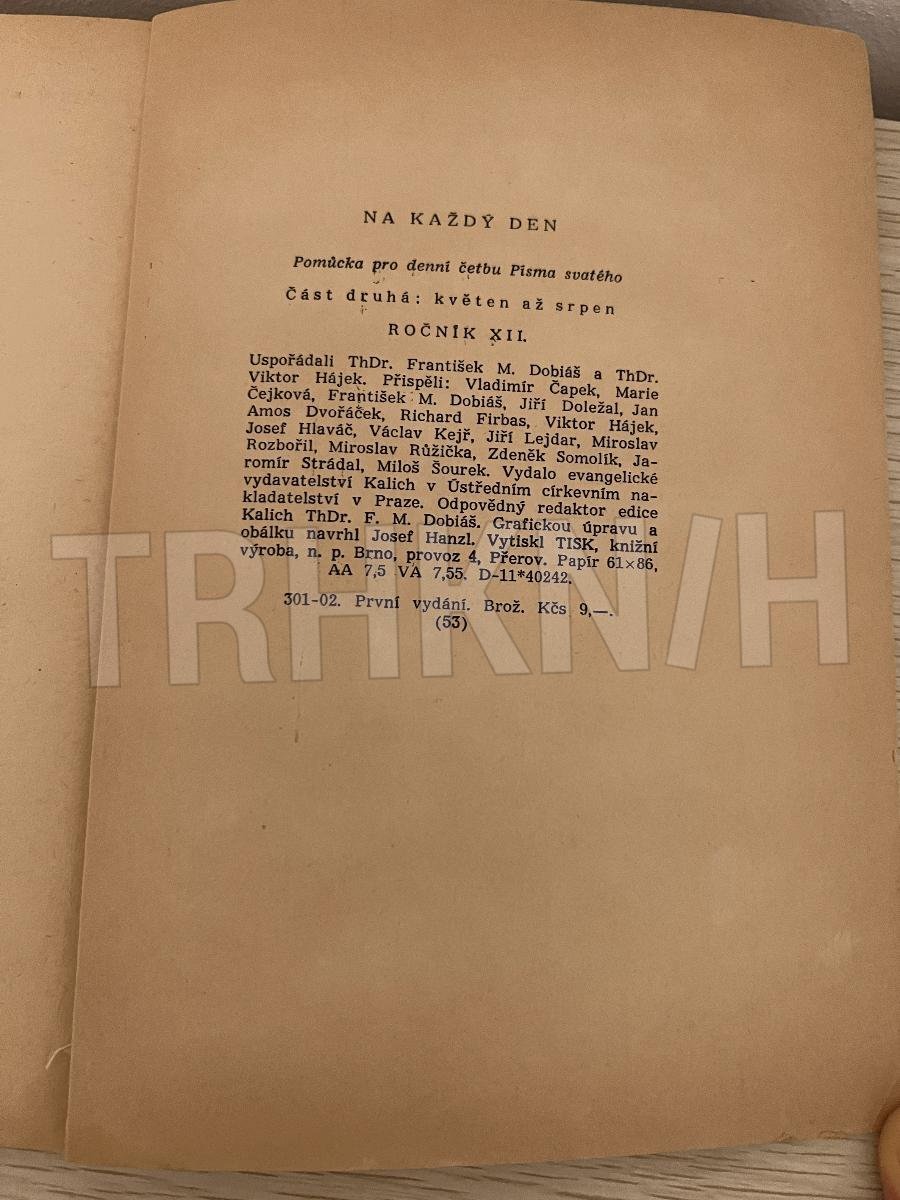 NA KAŽDÝ DEN
Pomůcka pro denní četbu Písma svatého
Část druhá: květen až srpen
ROČNÍK XII.
Uspořádali ThDr. František M. Dobiáš a ThDr.
Viktor Hájek. Přispěli: Vladimír Čapek, Marie
Čejková, František M. Dobiáš, Jiří Doležal, Jan
Amos Dvořáček, Richard Firbas, Viktor Hájek,
Josef Hlaváč, Václav Kejř, Jiří Lejdar, Miroslav
Rozbořil, Miroslav Růžička, Zdeněk Somolík, Ja-
romír Strádal, Miloš Šourek. Vydalo evangelické
vydavatelství Kalich v Ústředním církevním na-
kladatelství v Praze. Odpovědný redaktor edice
Kalich ThDr. F. M. Dobiáš. Grafickou úpravu a
obálku navrhl Josef Hanzl. Vytiskl TISK, knižní
výroba, n. p. Brno, provoz 4, Přerov. Papír 61×86,
AA 7,5 VA 7,55. D-11*40242.
301-02. První vydání. Brož. Kčs 9,—.
(53)
TRHKN/H